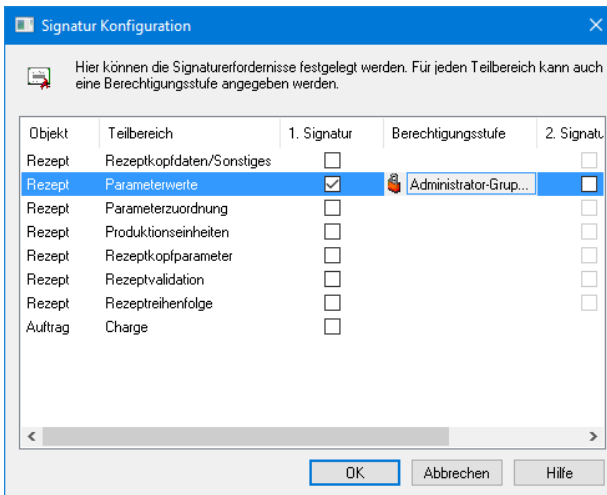 Signatur Konfiguration
Hier können die Signaturerfordernisse festgelegt werden. Für jeden Teilbereich kann auch
eine Berechtigungsstufe angegeben werden.
Objekt Teilbereich 1. Signatur Berechtigungsstufe 2. Signatu
Rezept Rezeptkopfdaten/Sonstiges
Rezept Parameterwerte Administrator-Grup...
Rezept Parameterzuordnung
Rezept Produktionseinheiten
Rezept Rezeptkopfparameter
Rezept Rezeptvalidation
Rezept Rezeptreihenfolge
Auftrag Charge
OK Abbrechen Hilfe